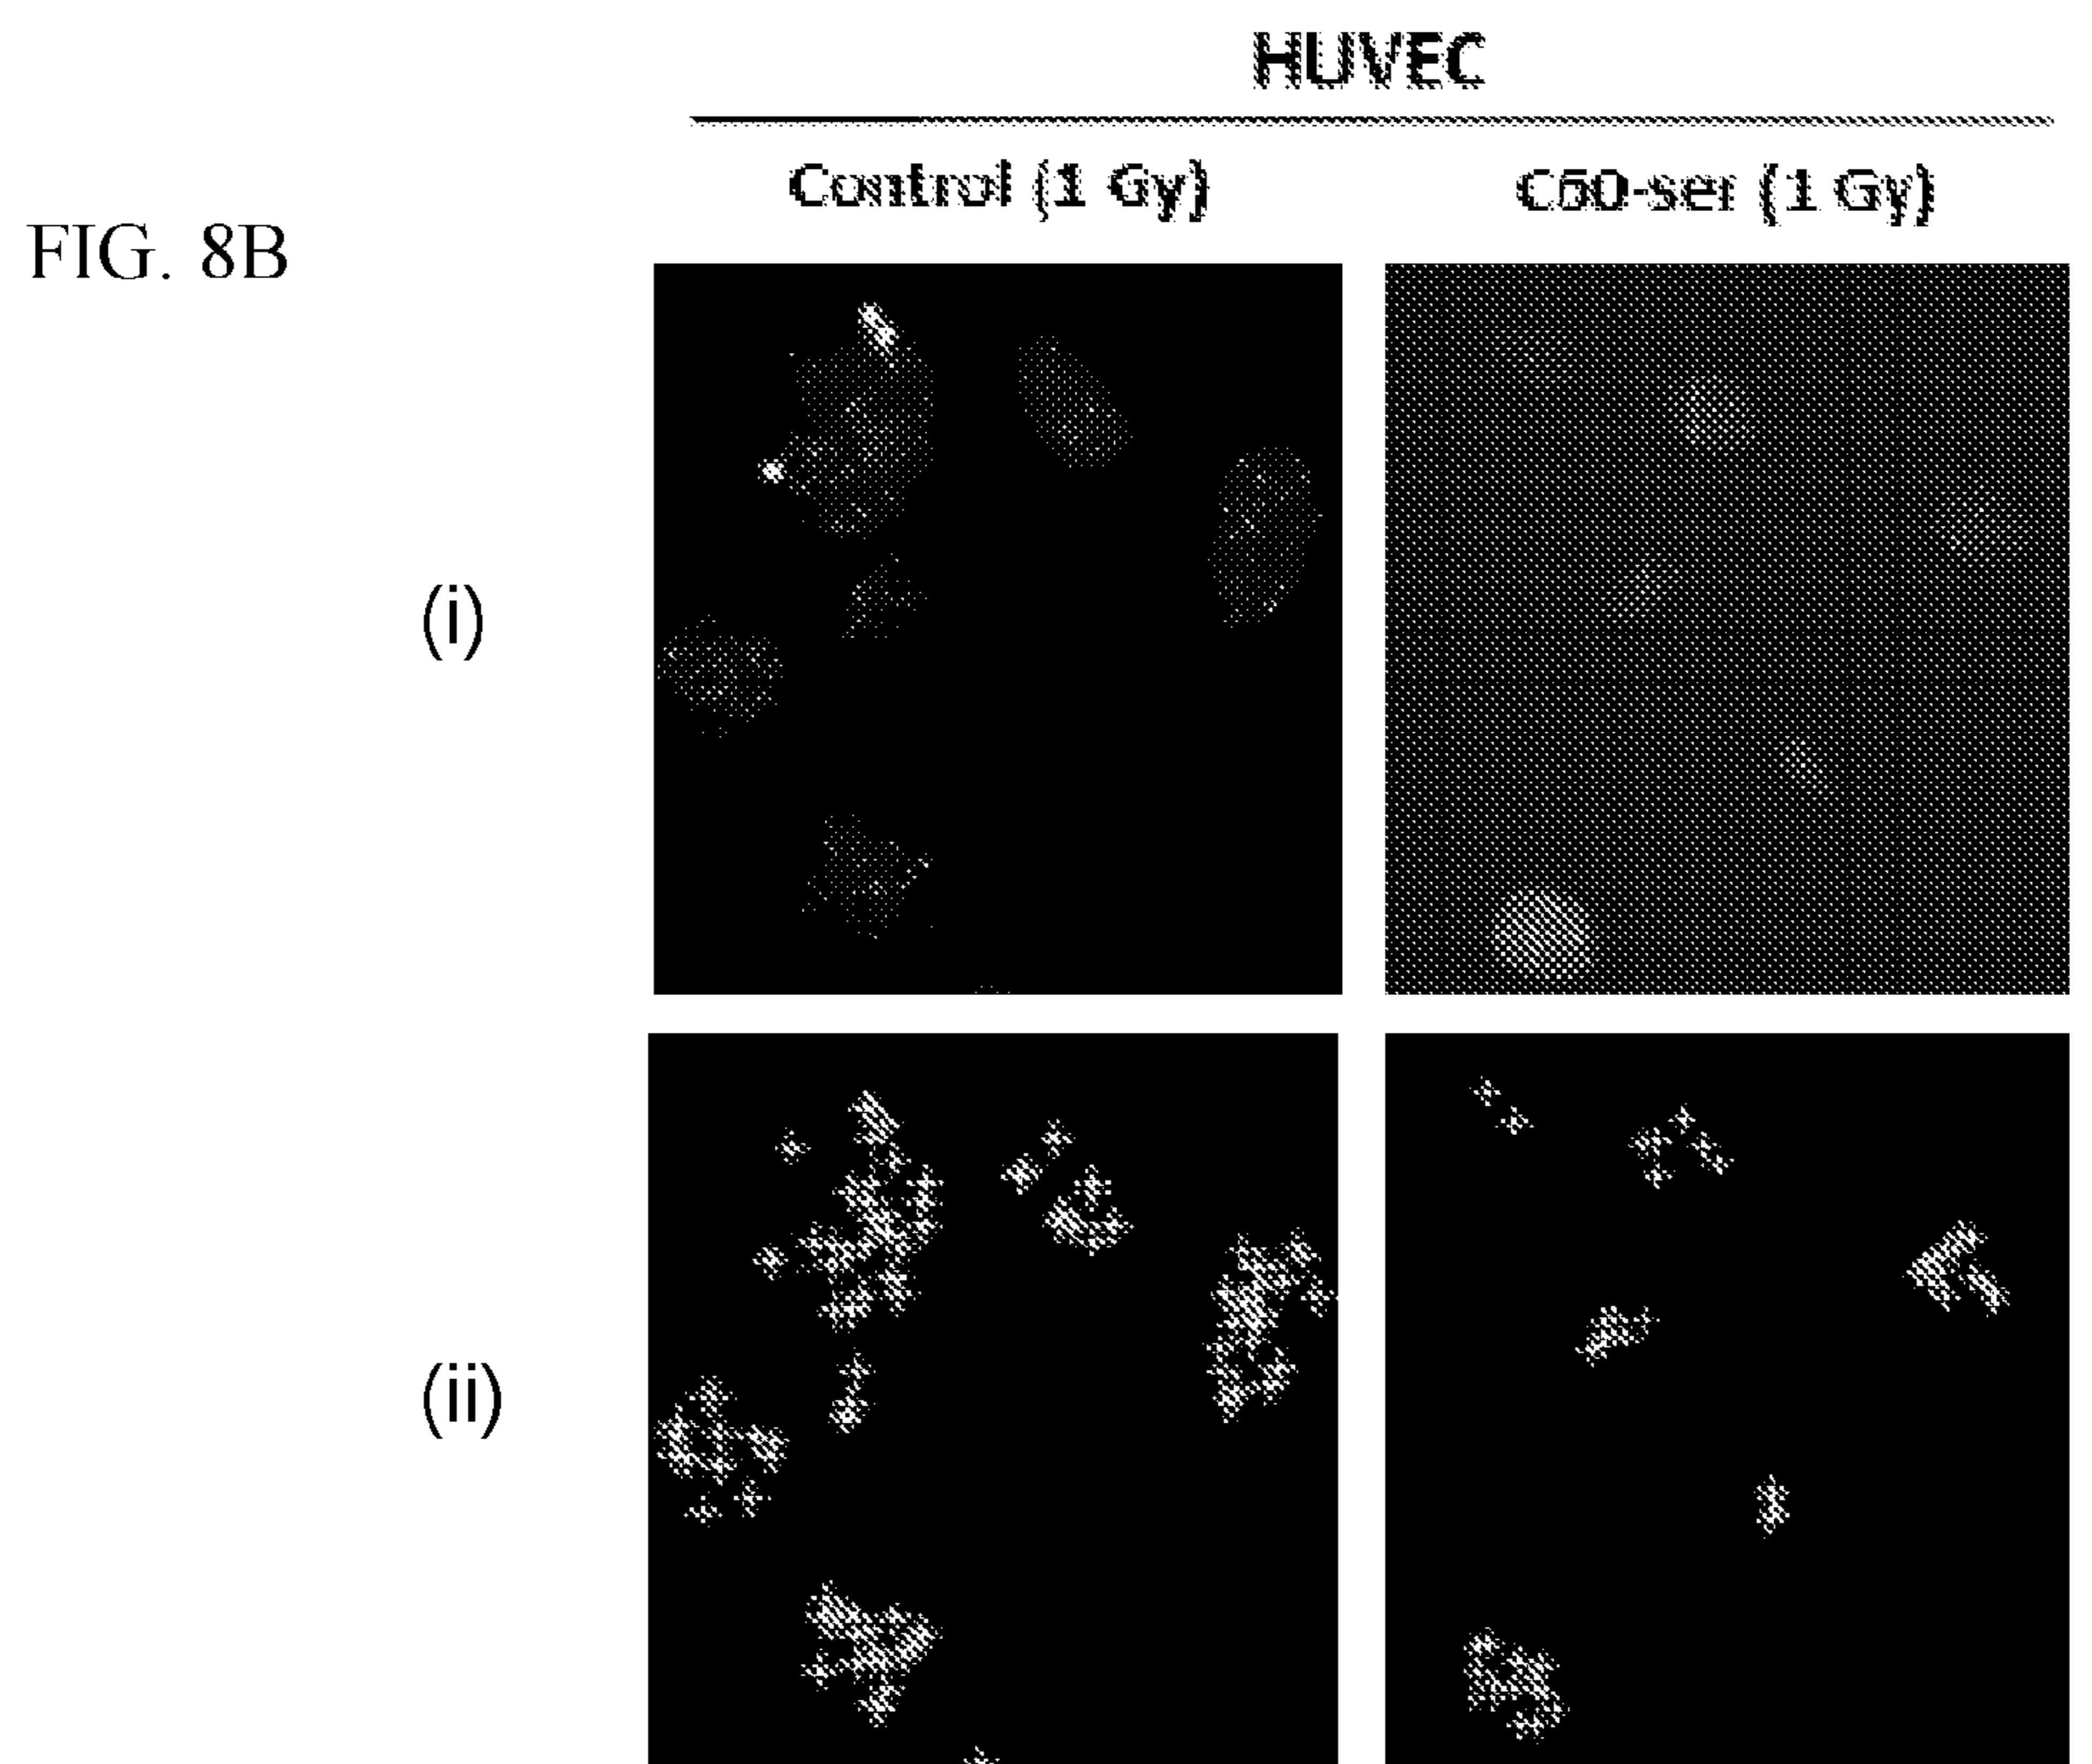 HUVEC
Control (1 Gy)
C60-ser (1 Gy)
FIG. 8B
(i)
(ii)